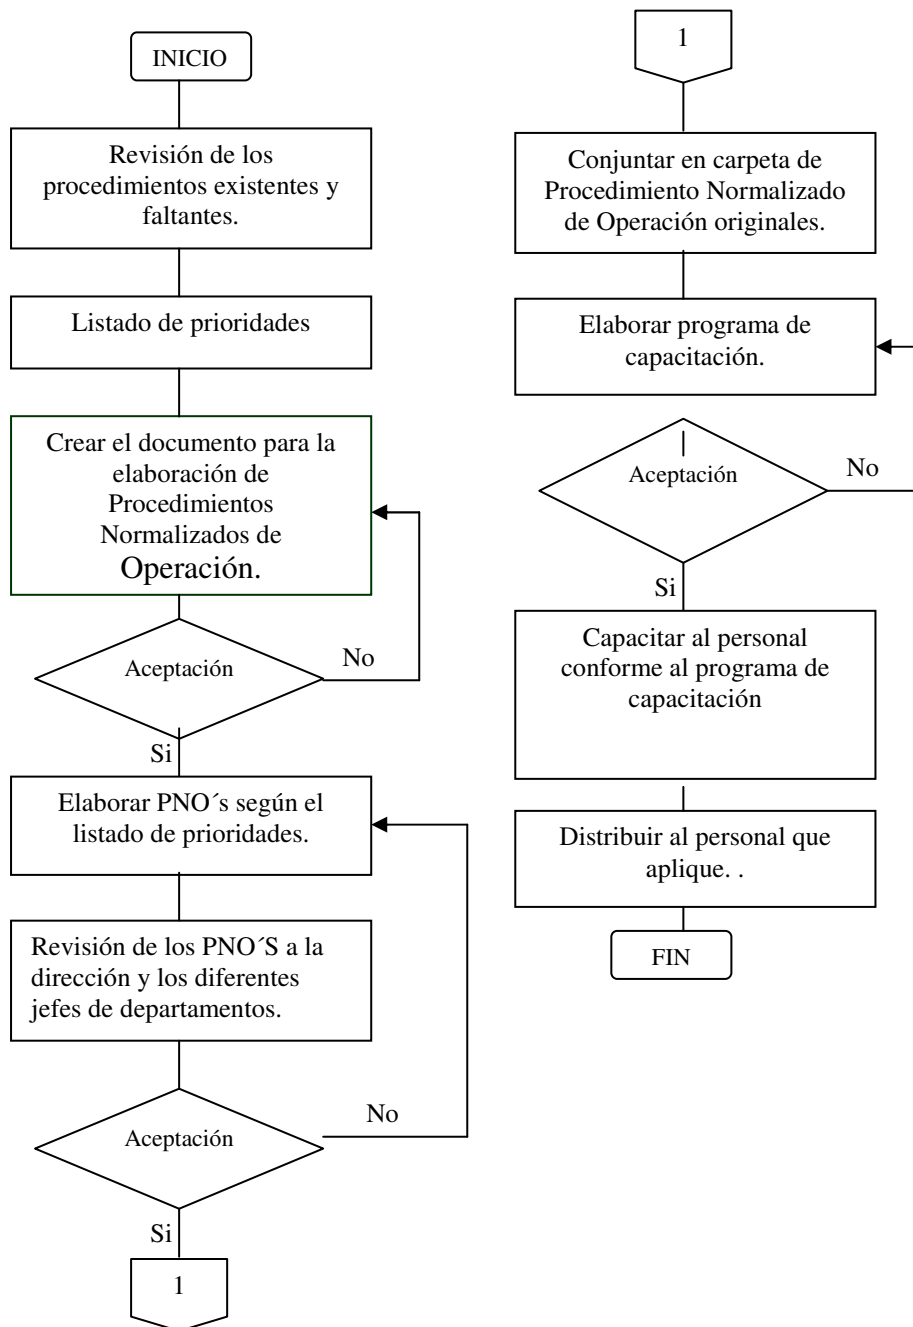 INICIO
Revisión de los
procedimientos existentes y
faltantes.
Listado de prioridades
Crear el documento para la
elaboración de
Procedimientos
Normalizados de
Operación.
Aceptación
No
Si
Elaborar PNO´s según el
listado de prioridades.
Revisión de los PNO´S a la
dirección y los diferentes
jefes de departamentos.
Aceptación
No
Si
1
1
Conjuntar en carpeta de
Procedimiento Normalizado
de Operación originales.
Elaborar programa de
capacitación.
Aceptación
No
Si
Capacitar al personal
conforme al programa de
capacitación
Distribuir al personal que
aplique. .
FIN